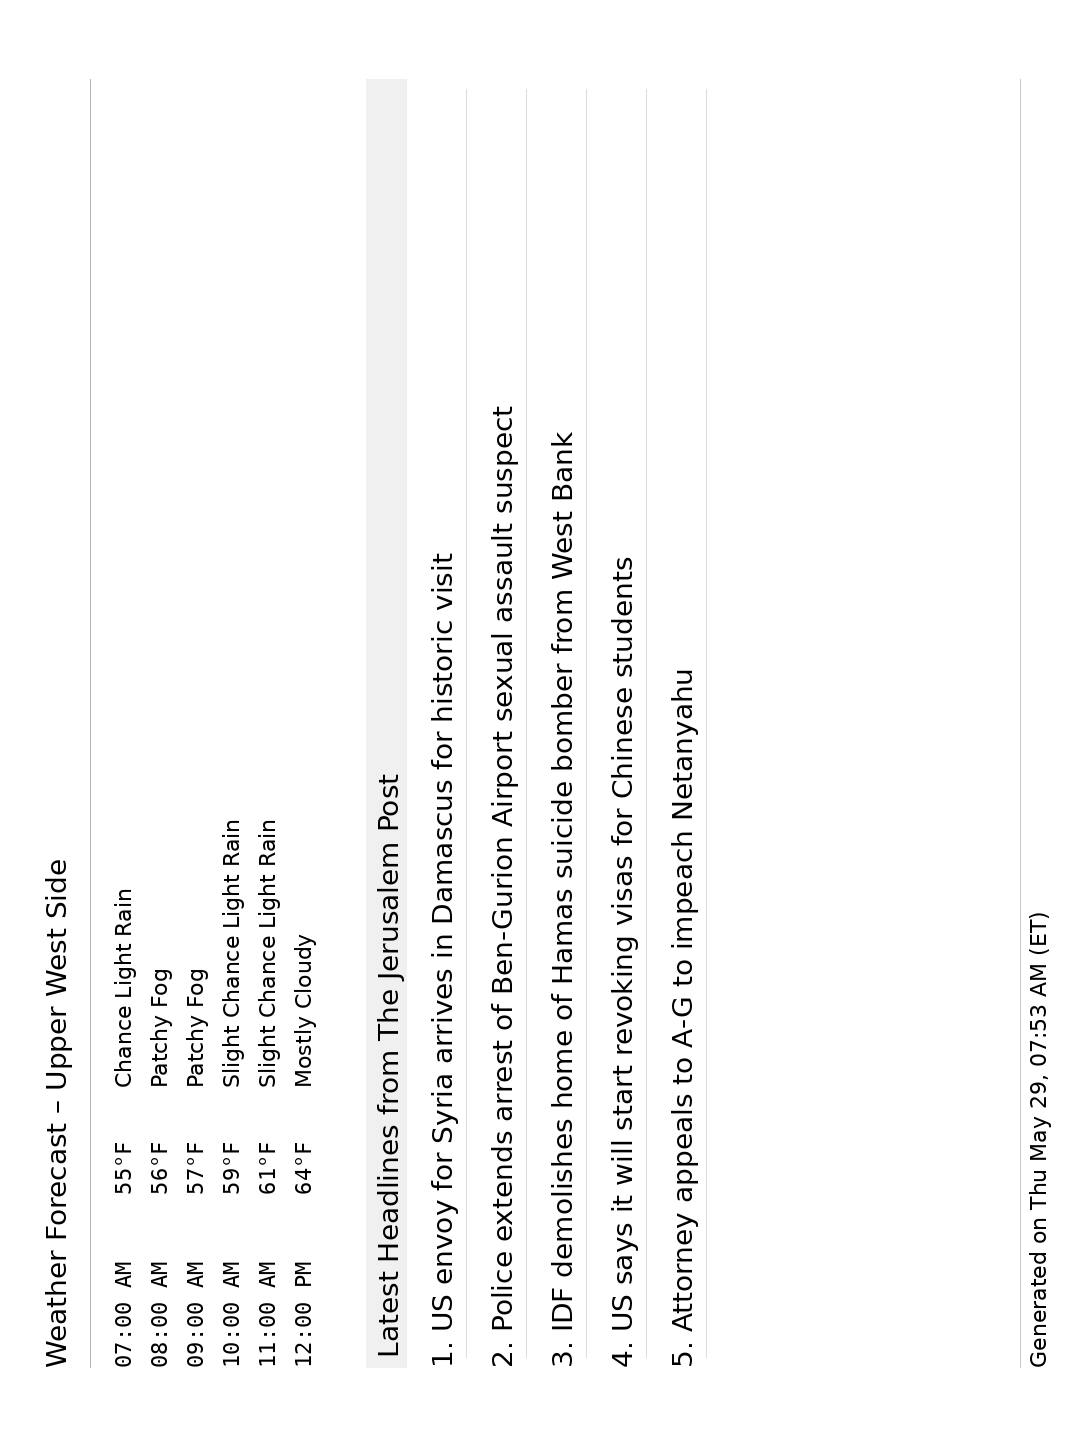 Weather Forecast – Upper West Side
07:00 AM 55°F Chance Light Rain
08:00 AM 56°F Patchy Fog
09:00 AM 57°F Patchy Fog
10:00 AM 59°F Slight Chance Light Rain
11:00 AM 61°F Slight Chance Light Rain
12:00 PM 64°F Mostly Cloudy
Latest Headlines from The Jerusalem Post
1. US envoy for Syria arrives in Damascus for historic visit
2. Police extends arrest of Ben-Gurion Airport sexual assault suspect
3. IDF demolishes home of Hamas suicide bomber from West Bank
4. US says it will start revoking visas for Chinese students
5. Attorney appeals to A-G to impeach Netanyahu
Generated on Thu May 29, 07:53 AM (ET)